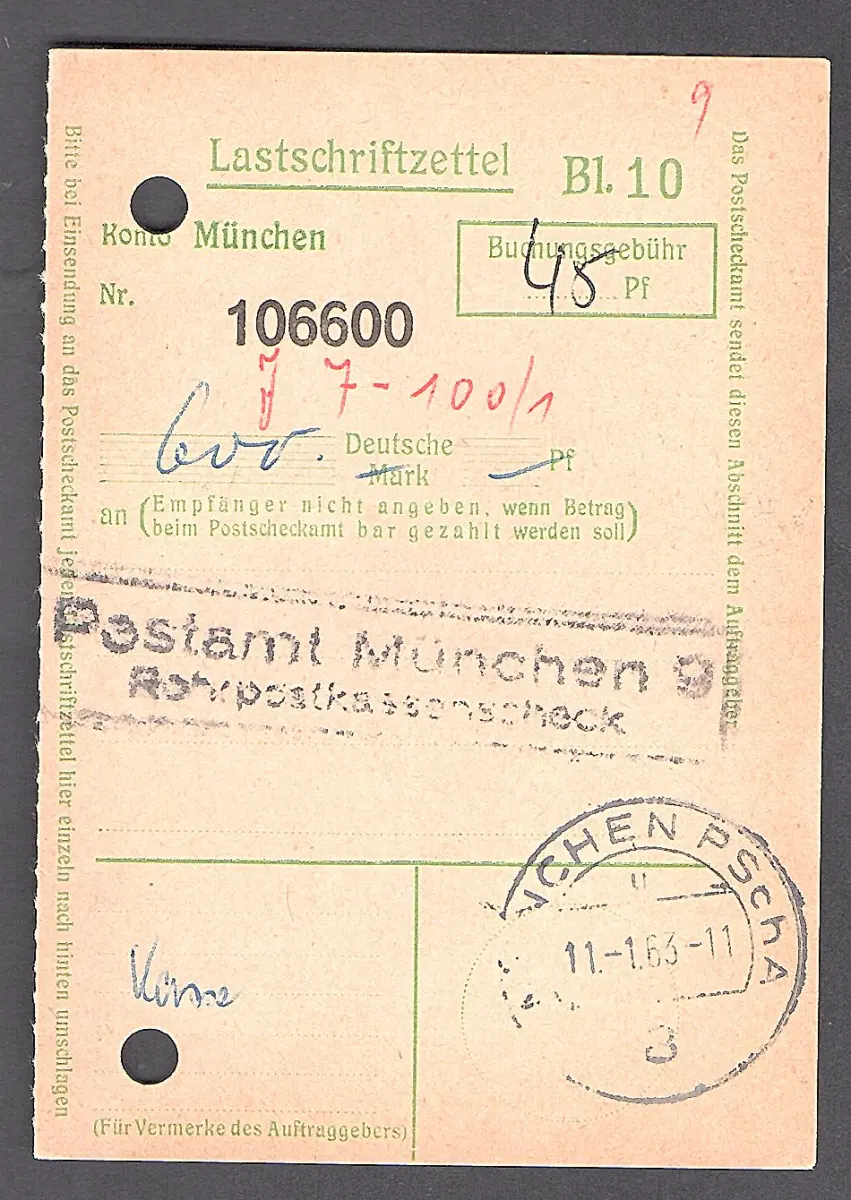 9
Lastschriftzettel Bl. 10
Konto München
Buchungsgebühr
45 Pf
Nr.
106600
7 - 100/1
600. Deutsche Mark — Pf
an (Empfänger nicht angeben, wenn Betrag
beim Postscheckamt bar gezahlt werden soll)
Postamt München 9
Rohrpostkassenscheck
NCHEN PSchA
11.-1.63-11
(Für Vermerke des Auftraggebers)
Bitte bei Einsendung an das Postscheckamt jeden Lastschriftzettel hier einzeln nach hinten umschlagen
Das Postscheckamt sendet diesen Abschnitt dem Auftraggeber